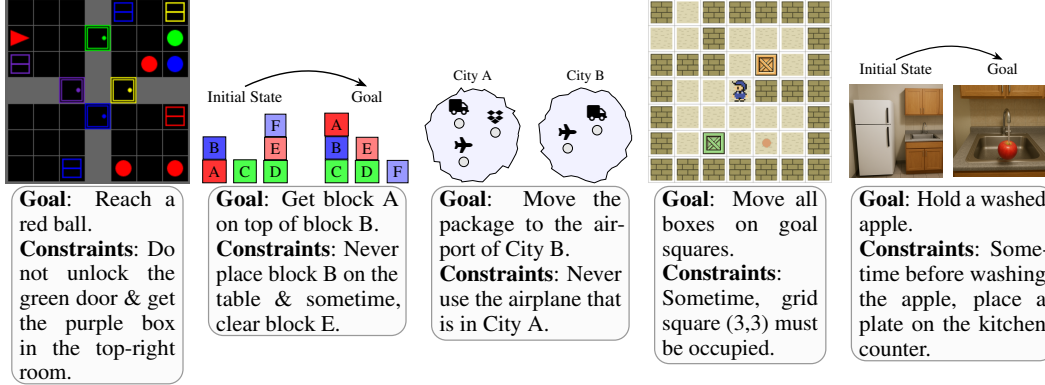 Initial State
Goal
B
A
C
F
E
D
A
B
C
E
D
F
City A
City B
Initial State
Goal
Goal: Reach a
red ball.
Constraints: Do
not unlock the
green door & get
the purple box
in the top-right
room.
Goal: Get block A
on top of block B.
Constraints: Never
place block B on the
table & sometime,
clear block E.
Goal: Move the
package to the air-
port of City B.
Constraints: Never
use the airplane that
is in City A.
Goal: Move all
boxes on goal
squares.
Constraints:
Sometime, grid
square (3,3) must
be occupied.
Goal: Hold a washed
apple.
Constraints: Some-
time before washing
the apple, place a
plate on the kitchen
counter.